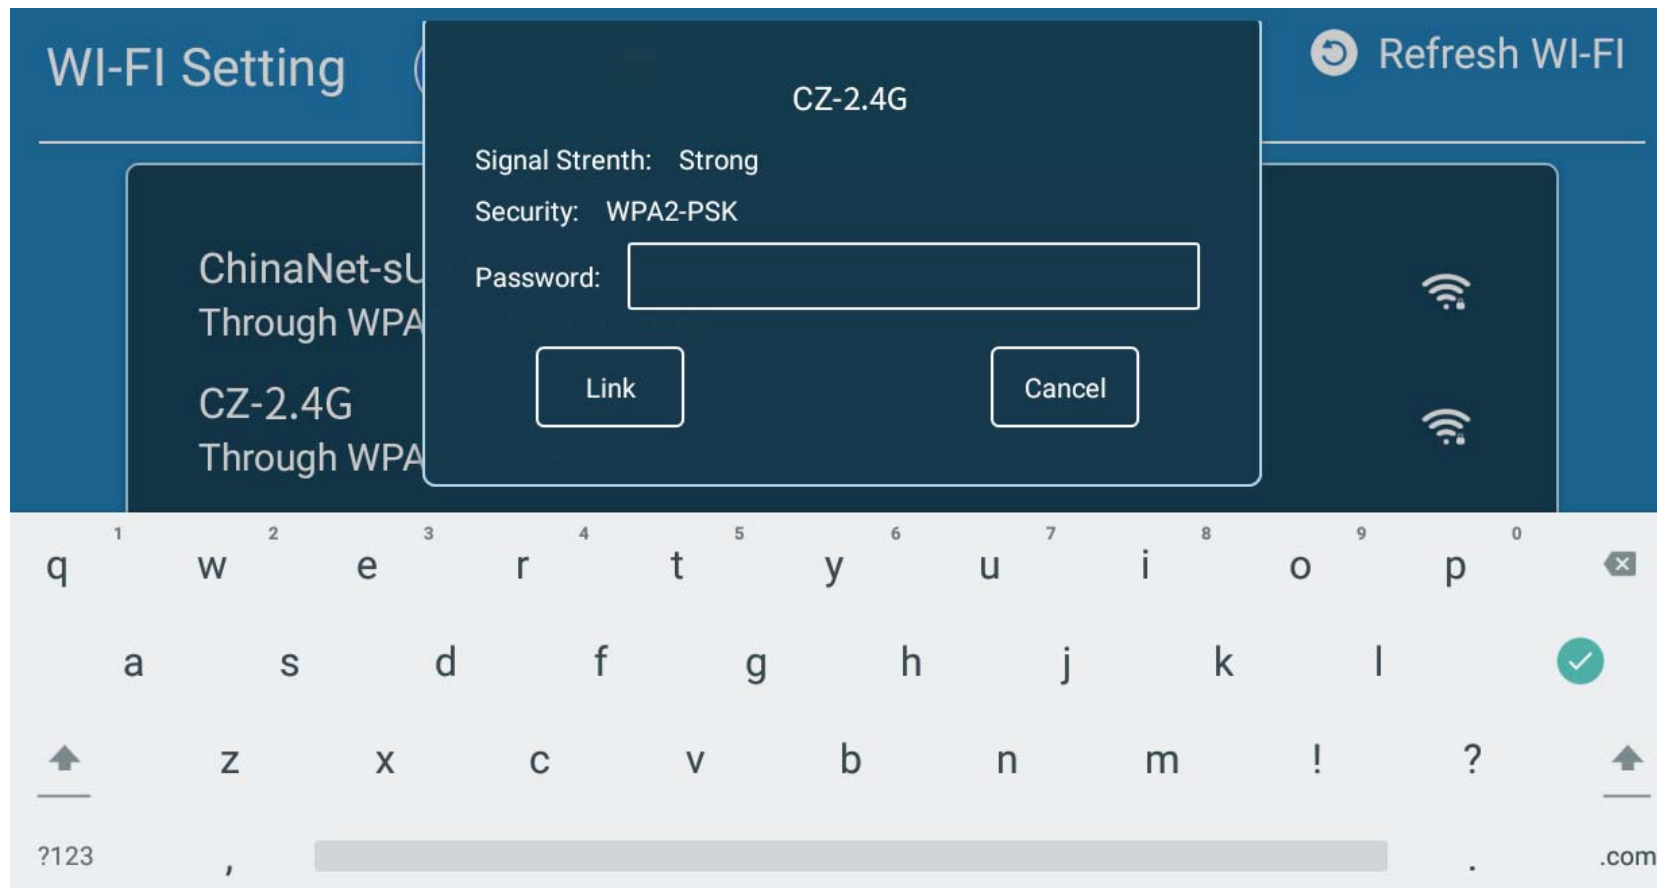 WI-FI Setting
Refresh WI-FI
CZ-2.4G
Signal Strenth: Strong
Security: WPA2-PSK
Password:
Link
Cancel
ChinaNet-sU
Through WPA
CZ-2.4G
Through WPA
1 2 3 4 5 6 7 8 9 0
q w e r t y u i o p
a s d f g h j k l
z x c v b n m ! ?
?123 , . .com